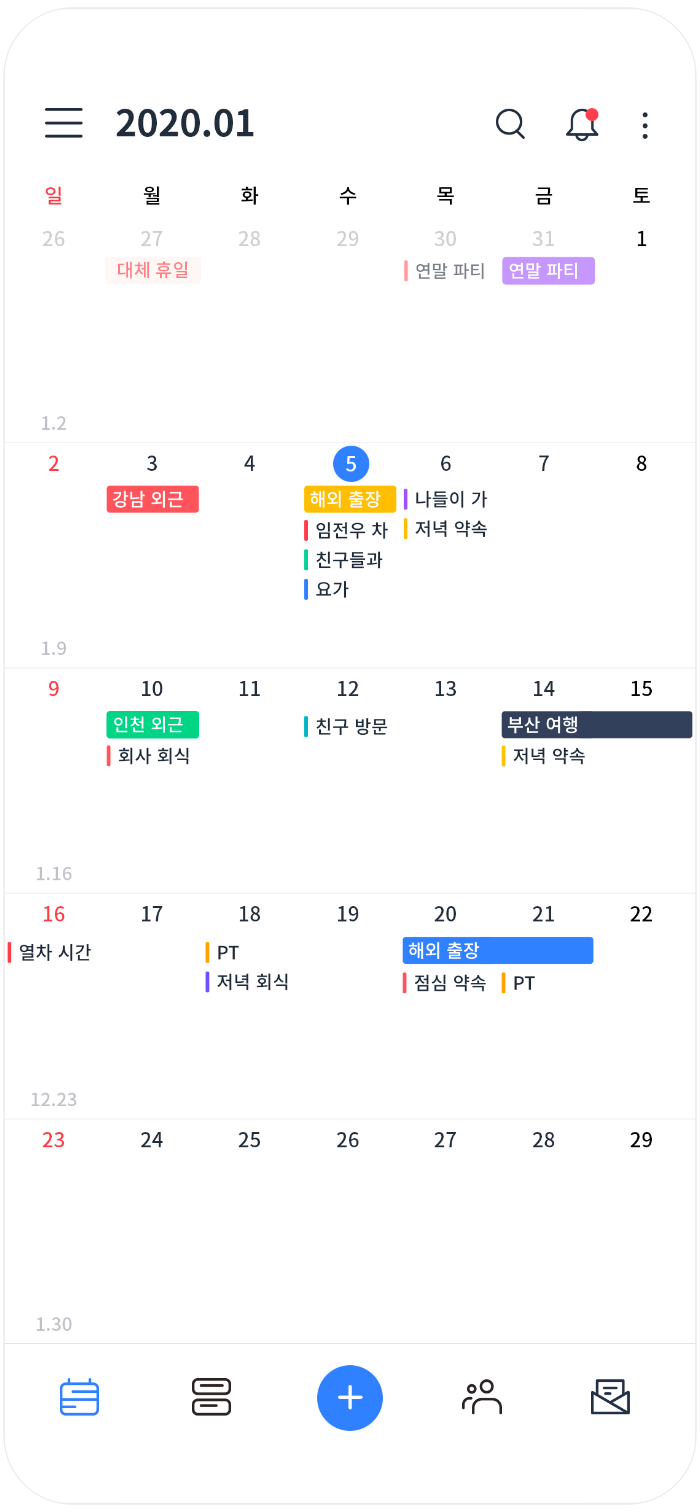 2020.01
일 월 화 수 목 금 토
26 27 28 29 30 31 1
대체 휴일 연말 파티 연말 파티
1.2
2 3 4 5 6 7 8
강남 외근 해외 출장 나들이 가
임전우 차 저녁 약속
친구들과
요가
1.9
9 10 11 12 13 14 15
인천 외근 친구 방문 부산 여행
회사 회식 저녁 약속
1.16
16 17 18 19 20 21 22
열차 시간 PT 해외 출장
저녁 회식 점심 약속 PT
12.23
23 24 25 26 27 28 29
1.30